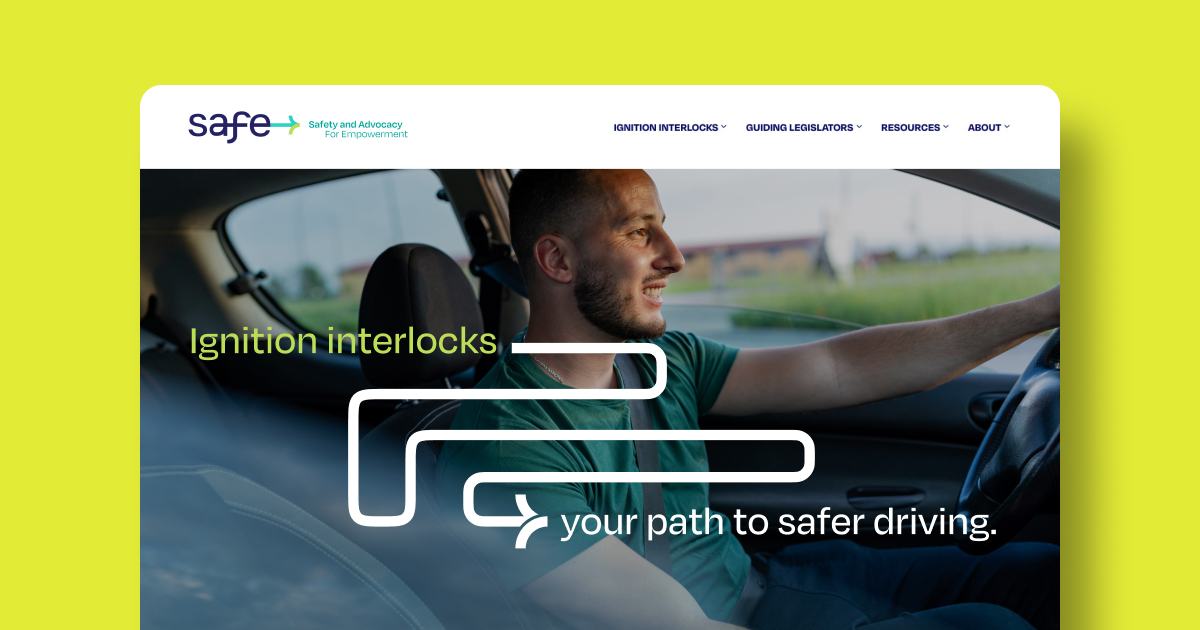 safe
Safety and Advocacy
For Empowerment
IGNITION INTERLOCKS
GUIDING LEGISLATORS
RESOURCES
ABOUT
Ignition interlocks
your path to safer driving.